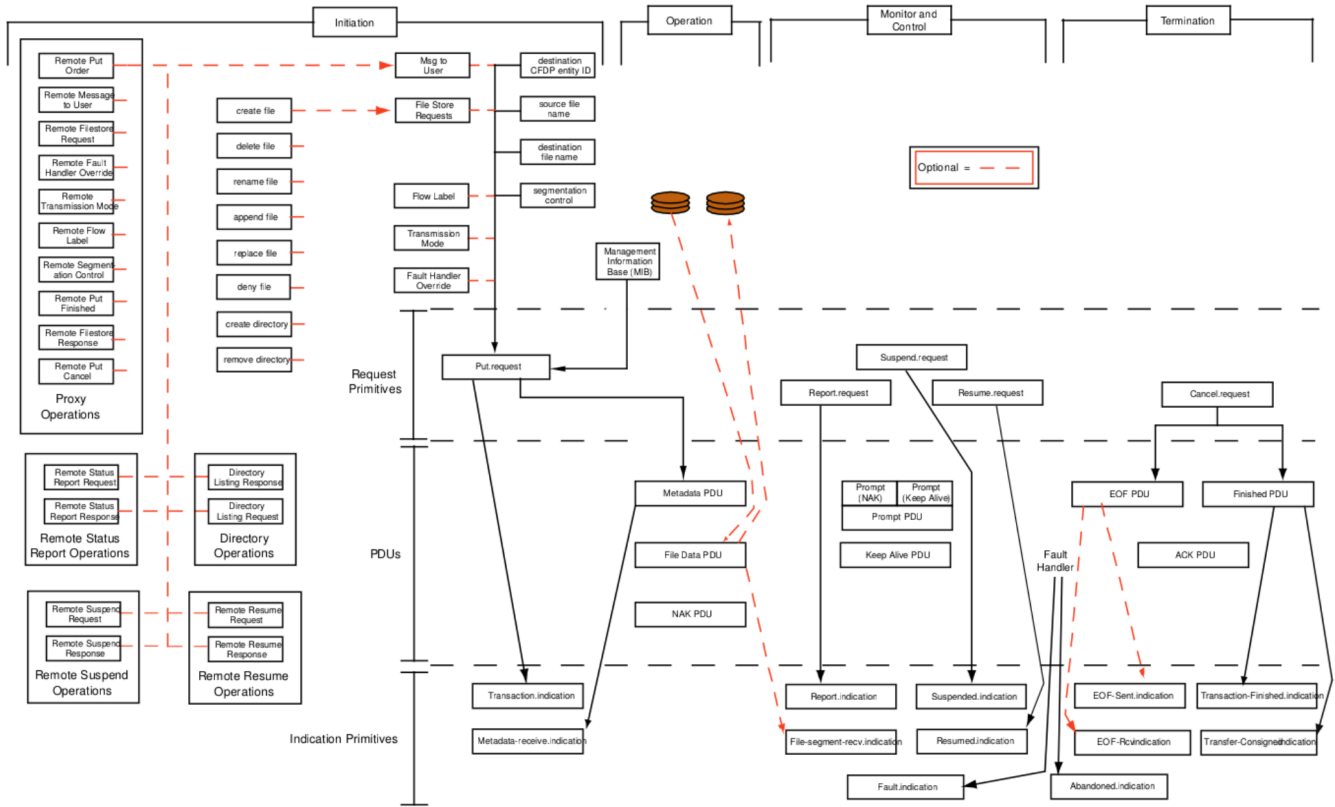 Initiation
Operation
Monitor and
Control
Termination
Remote Put
Order
Remote Message
to User
Remote Filestore
Request
Remote Fault
Handler Override
Remote
Transmission Mode
Remote Flow
Label
Remote Segment
ation Control
Remote Put
Finished
Remote Filestore
Response
Remote Put
Cancel
Proxy
Operations
create file
delete file
rename file
append file
replace file
deny file
create directory
remove directory
Msg to
User
File Store
Requests
Flow Label
Transmission
Mode
Fault Handler
Override
destination
CFDP entity ID
source file
name
destination
file name
segmentation
control
Management
Information
Base (MIB)
Optional =
Request
Primitives
Put.request
Suspend.request
Report.request
Resume.request
Cancel.request
Remote Status
Report Request
Remote Status
Report Response
Remote Status
Report Operations
Directory
Listing Response
Directory
Listing Request
Directory
Operations
Remote Suspend
Request
Remote Suspend
Response
Remote Suspend
Operations
Remote Resume
Request
Remote Resume
Response
Remote Resume
Operations
PDUs
Metadata PDU
File Data PDU
NAK PDU
Prompt
(NAK)
Prompt
(Keep Alive)
Prompt PDU
Keep Alive PDU
Fault
Handler
EOF PDU
Finished PDU
ACK PDU
Indication Primitives
Transaction.indication
Metadata-receive.indication
Report.indication
File-segment-recv.indication
Suspended.indication
Resumed.indication
Fault.indication
EOF-Sent.indication
EOF-Rcvindication
Abandoned.indication
Transaction-Finished.indication
Transfer-Consignedindication